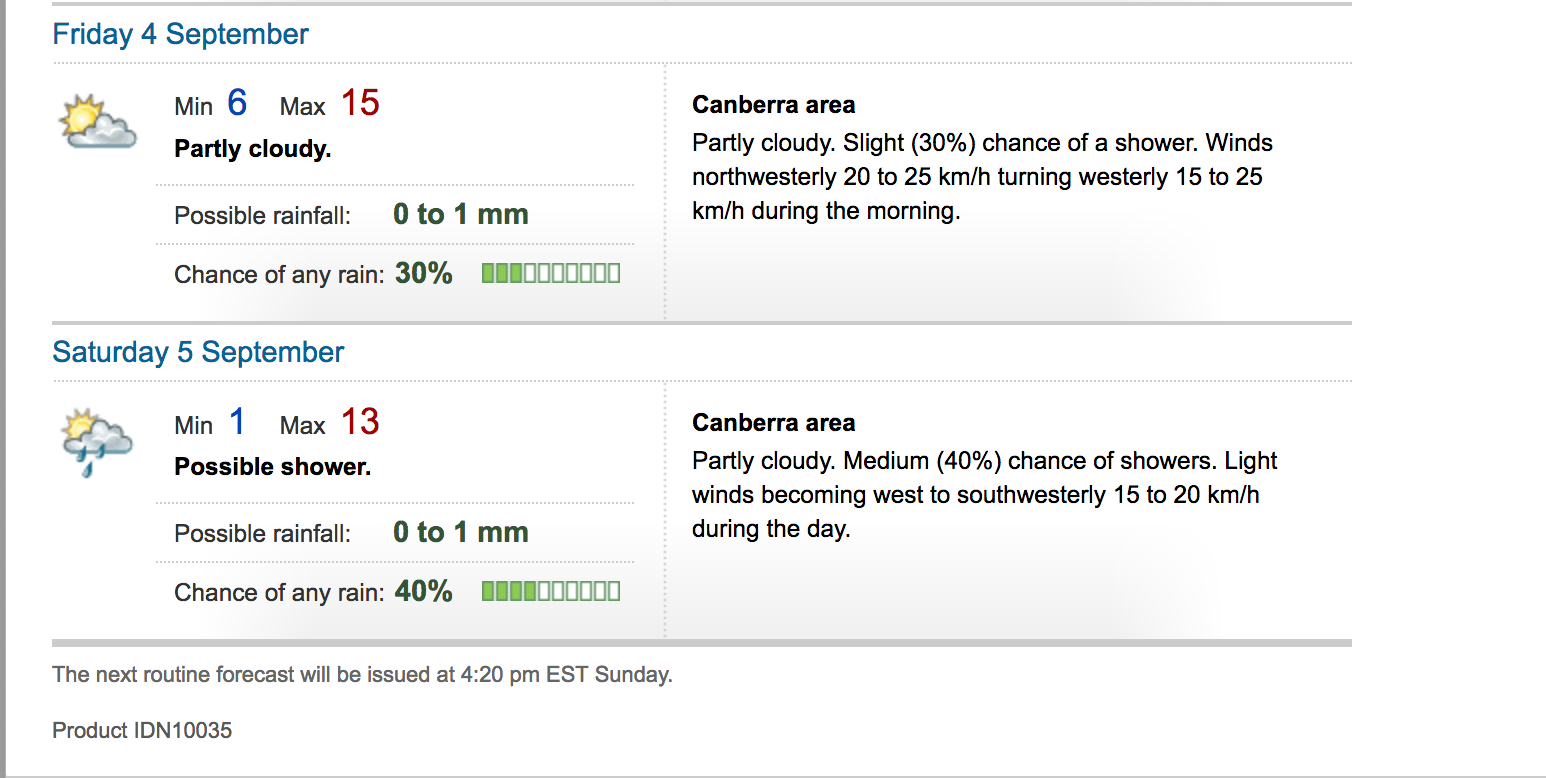 Friday 4 September
Min 6 Max 15
Partly cloudy.
Possible rainfall: 0 to 1 mm
Chance of any rain: 30%
Canberra area
Partly cloudy. Slight (30%) chance of a shower. Winds
northwesterly 20 to 25 km/h turning westerly 15 to 25
km/h during the morning.
Saturday 5 September
Min 1 Max 13
Possible shower.
Possible rainfall: 0 to 1 mm
Chance of any rain: 40%
Canberra area
Partly cloudy. Medium (40%) chance of showers. Light
winds becoming west to southwesterly 15 to 20 km/h
during the day.
The next routine forecast will be issued at 4:20 pm EST Sunday.
Product IDN10035